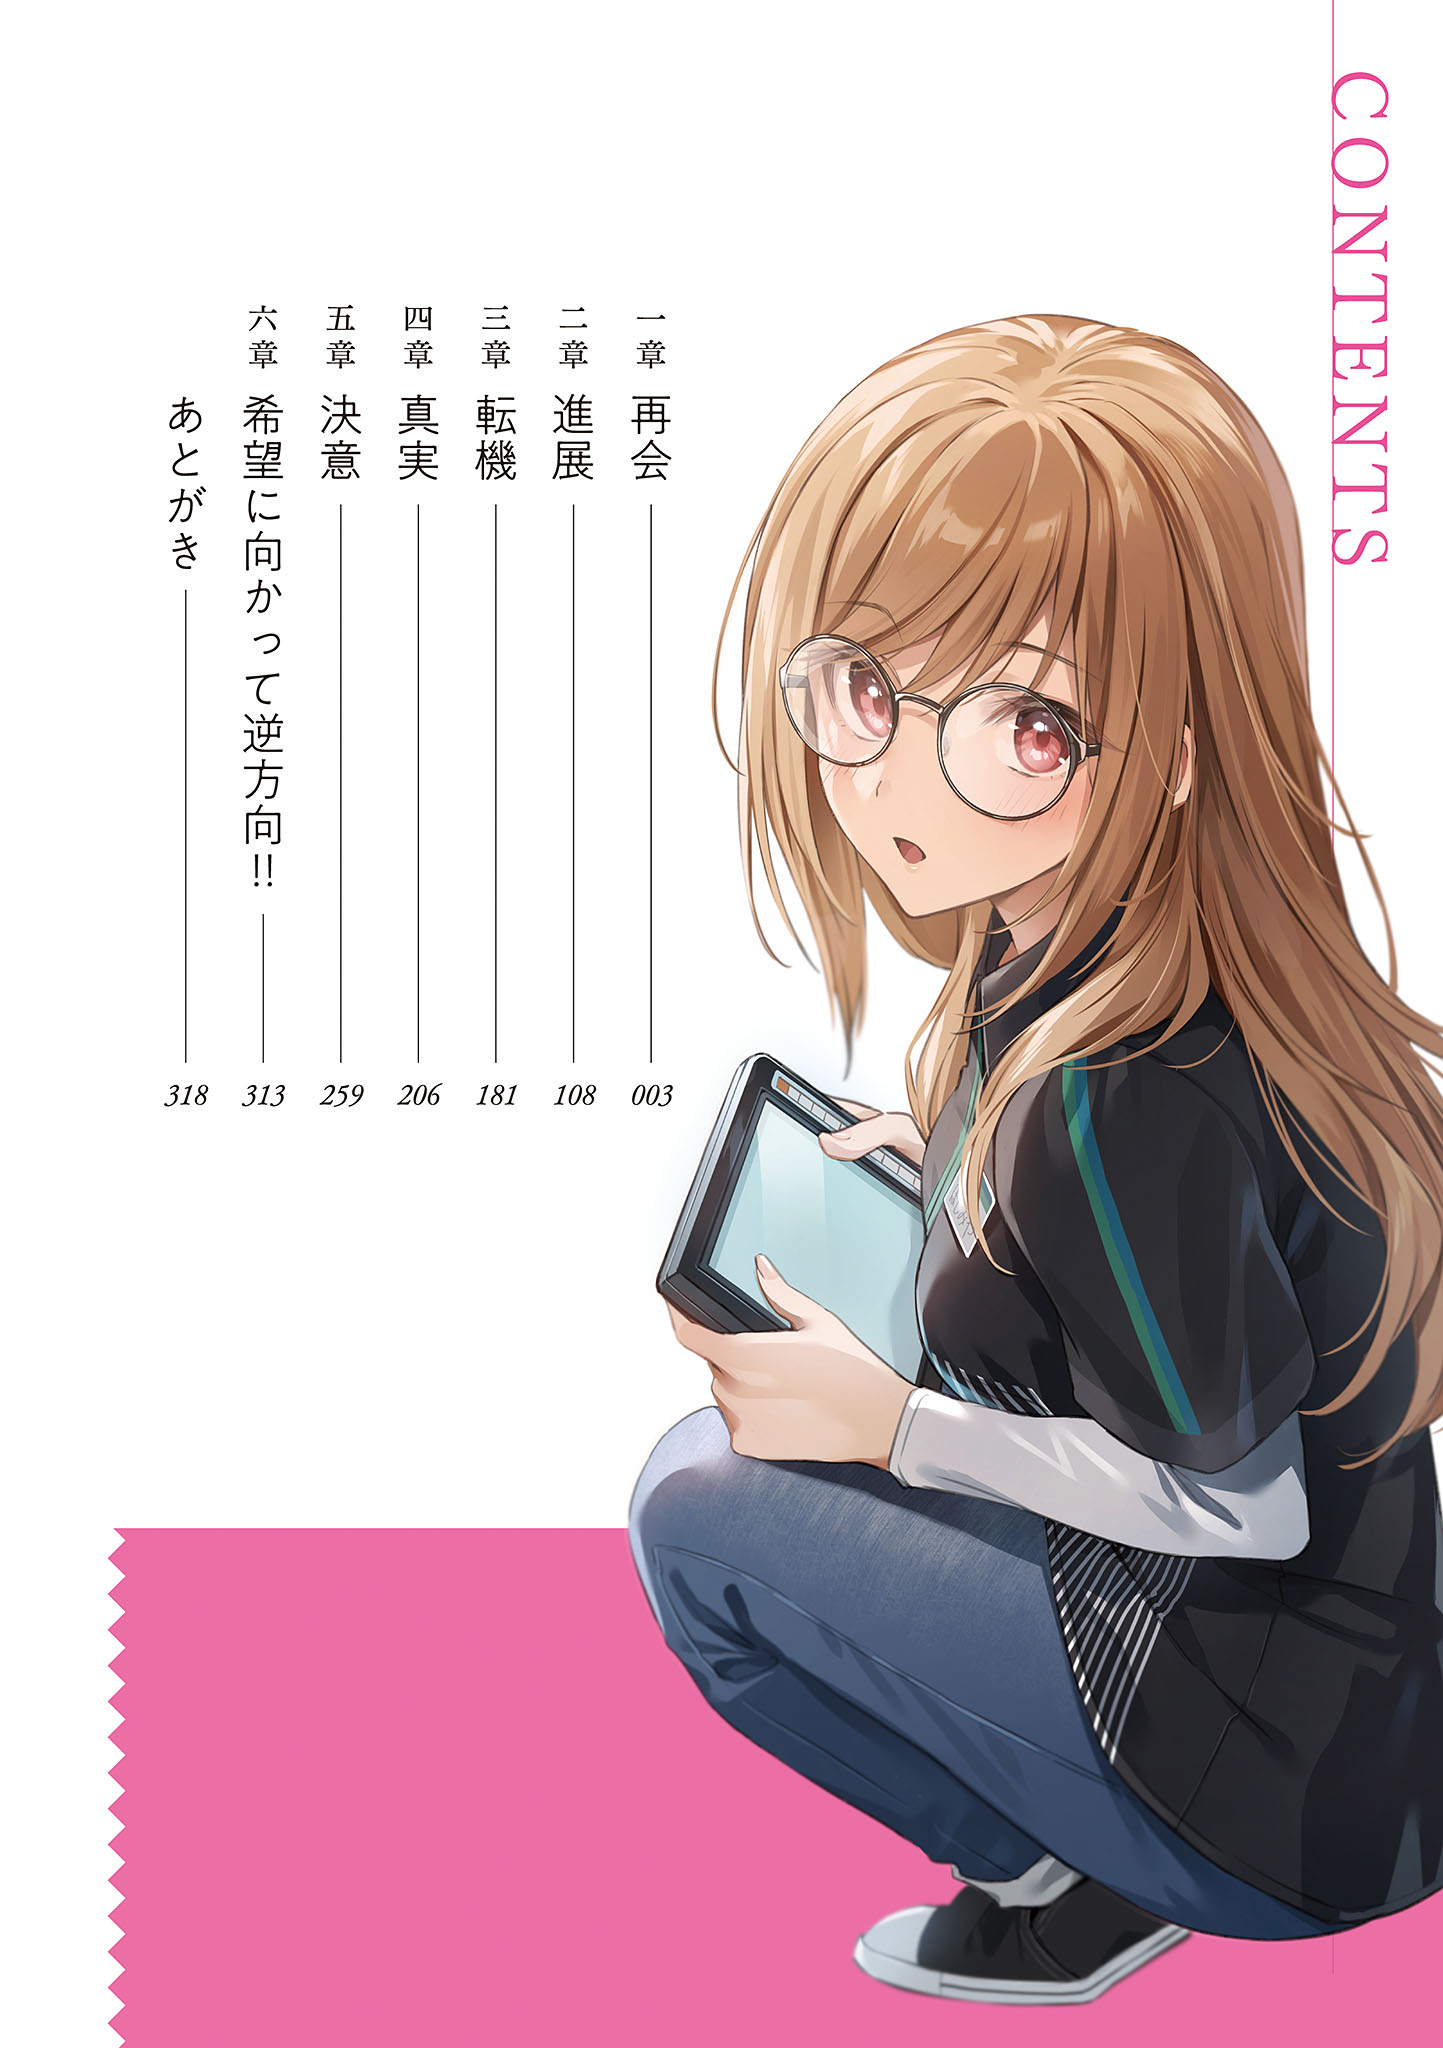 CONTENTS
一章 再会 003
二章 進展 108
三章 転機 181
四章 真実 206
五章 決意 259
六章 希望に向かって逆方向!! 313
あとがき 318